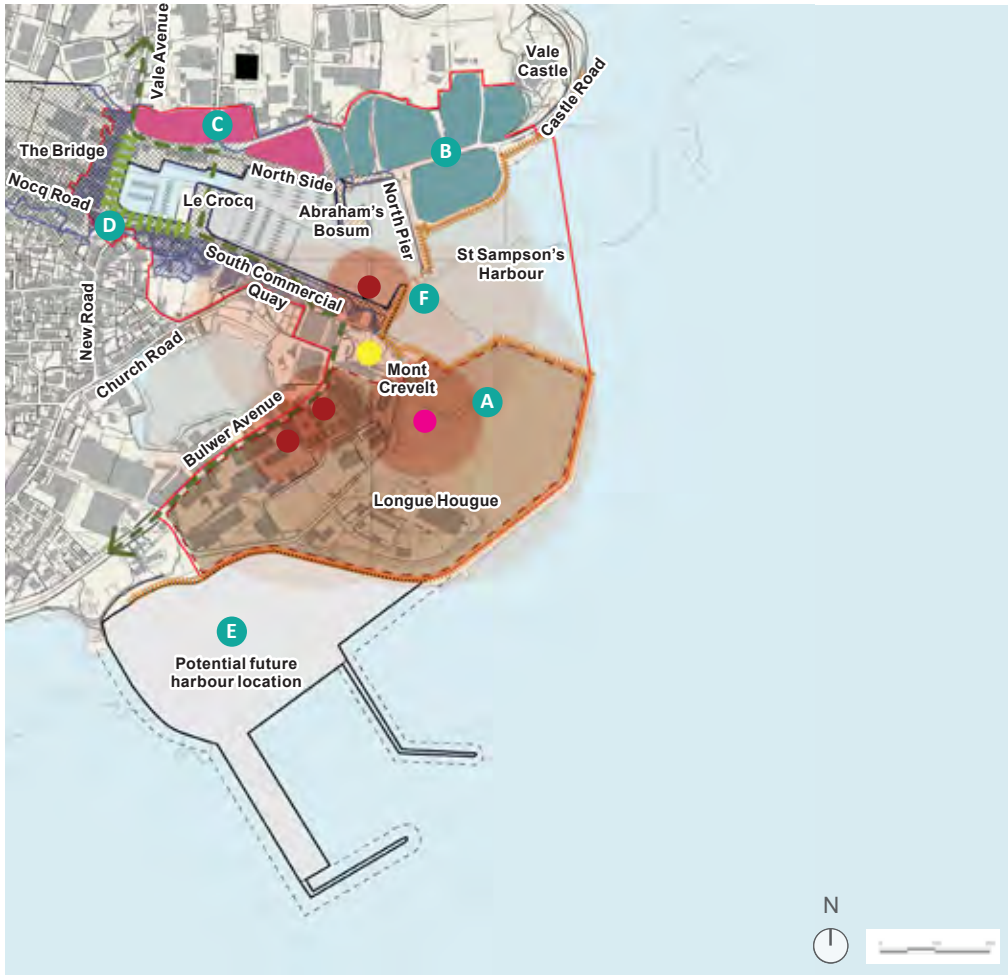 Vale Avenue
Vale
Castle
Castle Road
C
B
The Bridge
Nocq Road
Le Crocq
North Side
Abraham's
Bosum
North Pier
D
St Sampson's
Harbour
South Commercial
Quay
F
New Road
Church Road
Mont
Crevelt
A
Bulwer Avenue
Longue Hougue
E
Potential future
harbour location
N